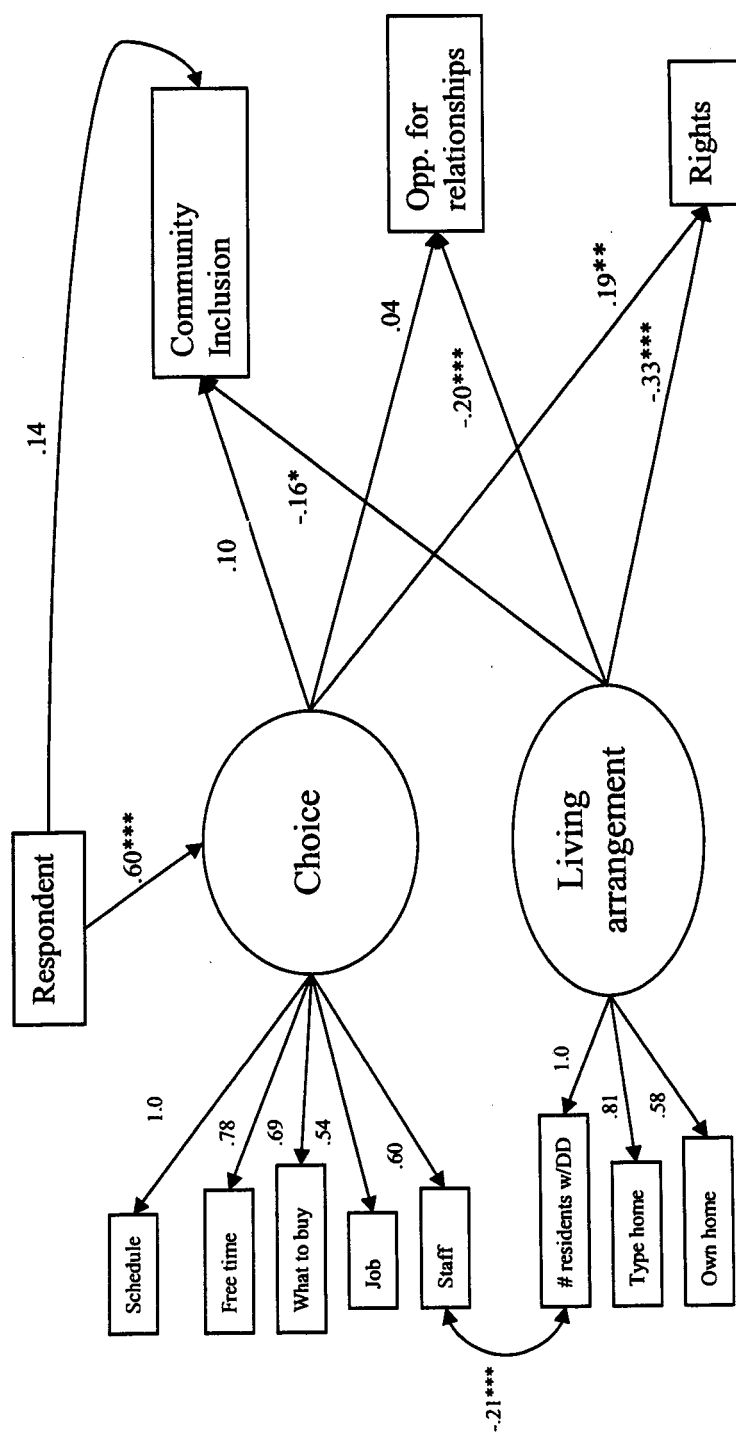 Respondent
.14
.60***
Community
Inclusion
Opp. for
relationships
Rights
Choice
Living
arrangement
.10
-.16*
.04
-.20***
.19**
-.33***
Schedule
Free time
What to buy
Job
Staff
1.0
.78
.69
.54
.60
# residents w/DD
Type home
Own home
1.0
.81
.58
-.21***